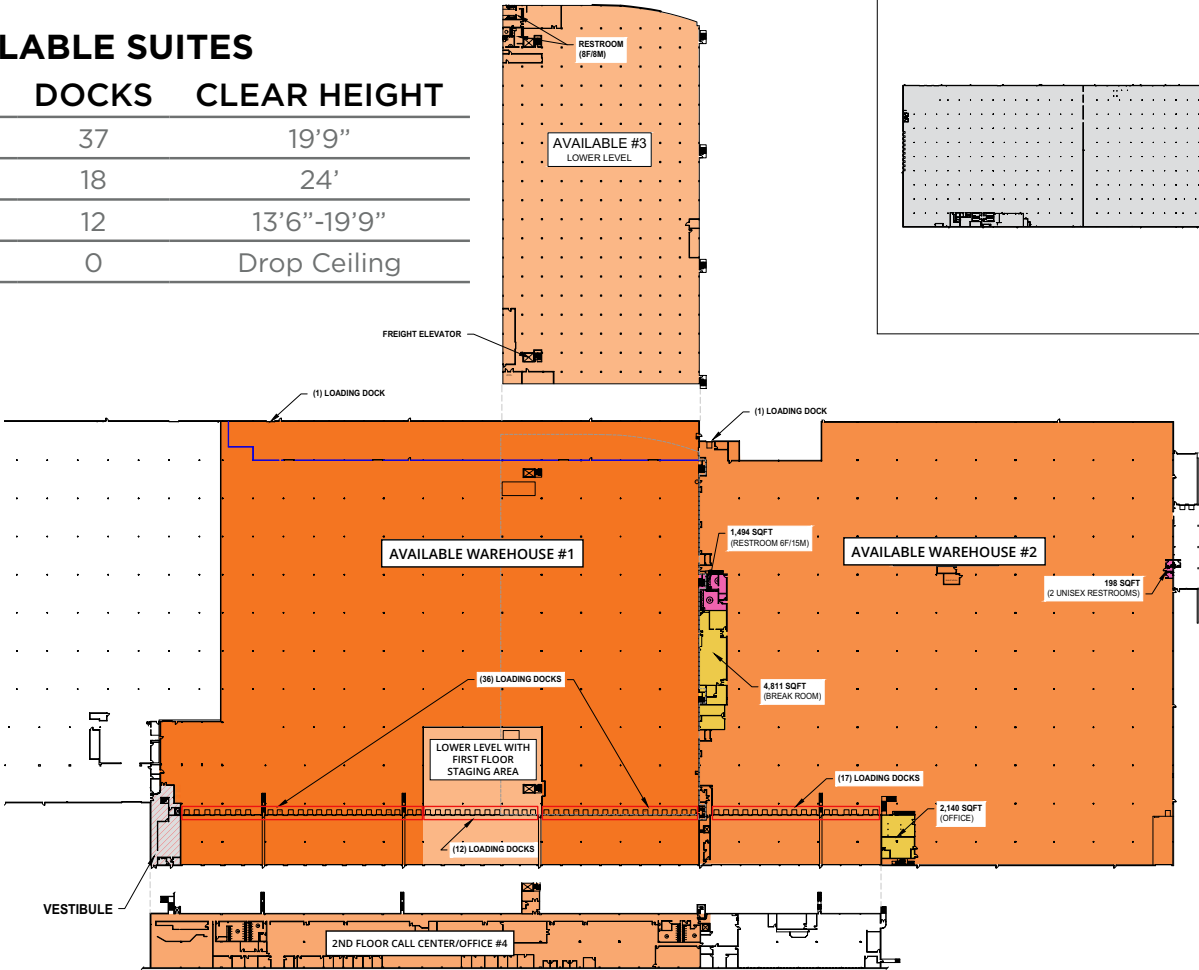 LABLE SUITES
DOCKS CLEAR HEIGHT
37 19'9”
18 24'
12 13'6”-19'9”
0 Drop Ceiling
RESTROOM
(8F/8M)
AVAILABLE #3
LOWER LEVEL
FREIGHT ELEVATOR
(1) LOADING DOCK
(1) LOADING DOCK
1,494 SQFT
(RESTROOM 6F/15M)
AVAILABLE WAREHOUSE #1
AVAILABLE WAREHOUSE #2
198 SQFT
(2 UNISEX RESTROOMS)
(36) LOADING DOCKS
4,811 SQFT
(BREAK ROOM)
LOWER LEVEL WITH
FIRST FLOOR
STAGING AREA
(17) LOADING DOCKS
2,140 SQFT
(OFFICE)
(12) LOADING DOCKS
VESTIBULE
2ND FLOOR CALL CENTER/OFFICE #4